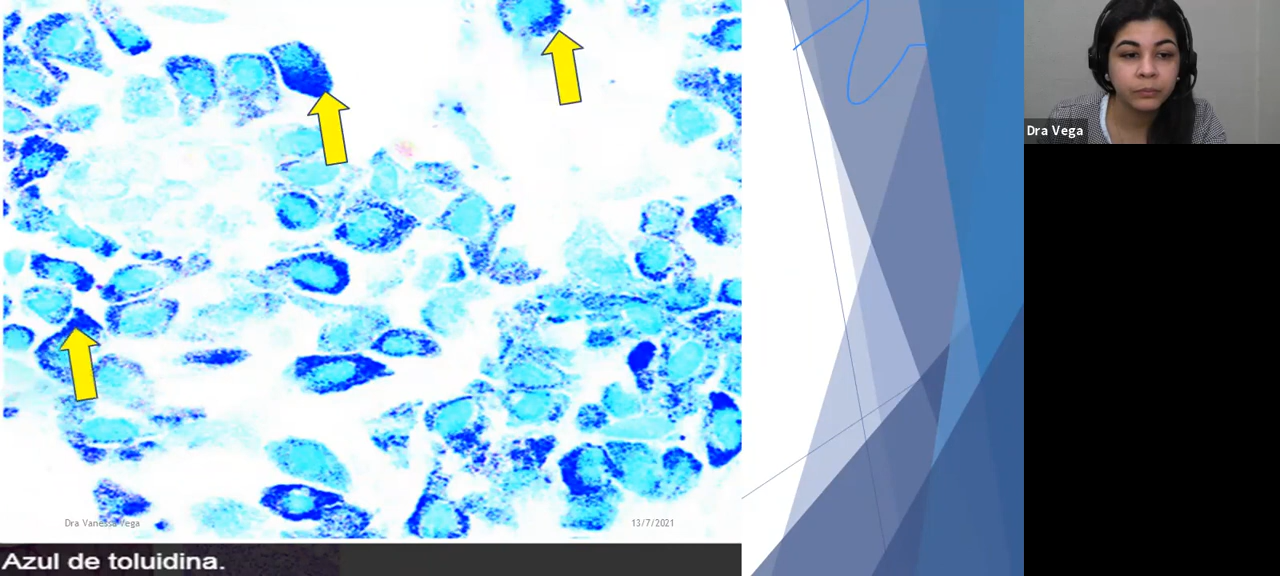 Dra Vega
Dra Vanessa Vega
13/7/2021
Azul de toluidina.